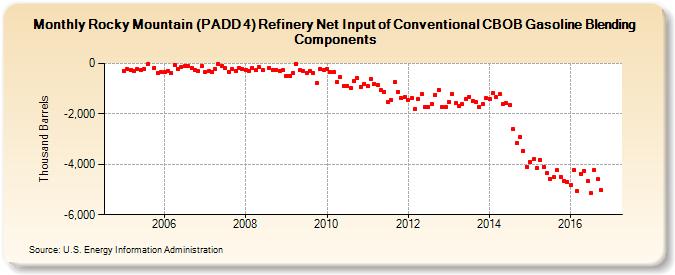 Monthly Rocky Mountain (PADD 4) Refinery Net Input of Conventional CBOB Gasoline Blending
Components
Thousand Barrels
0
-2,000
-4,000
-6,000
2006
2008
2010
2012
2014
2016
Source: U.S. Energy Information Administration